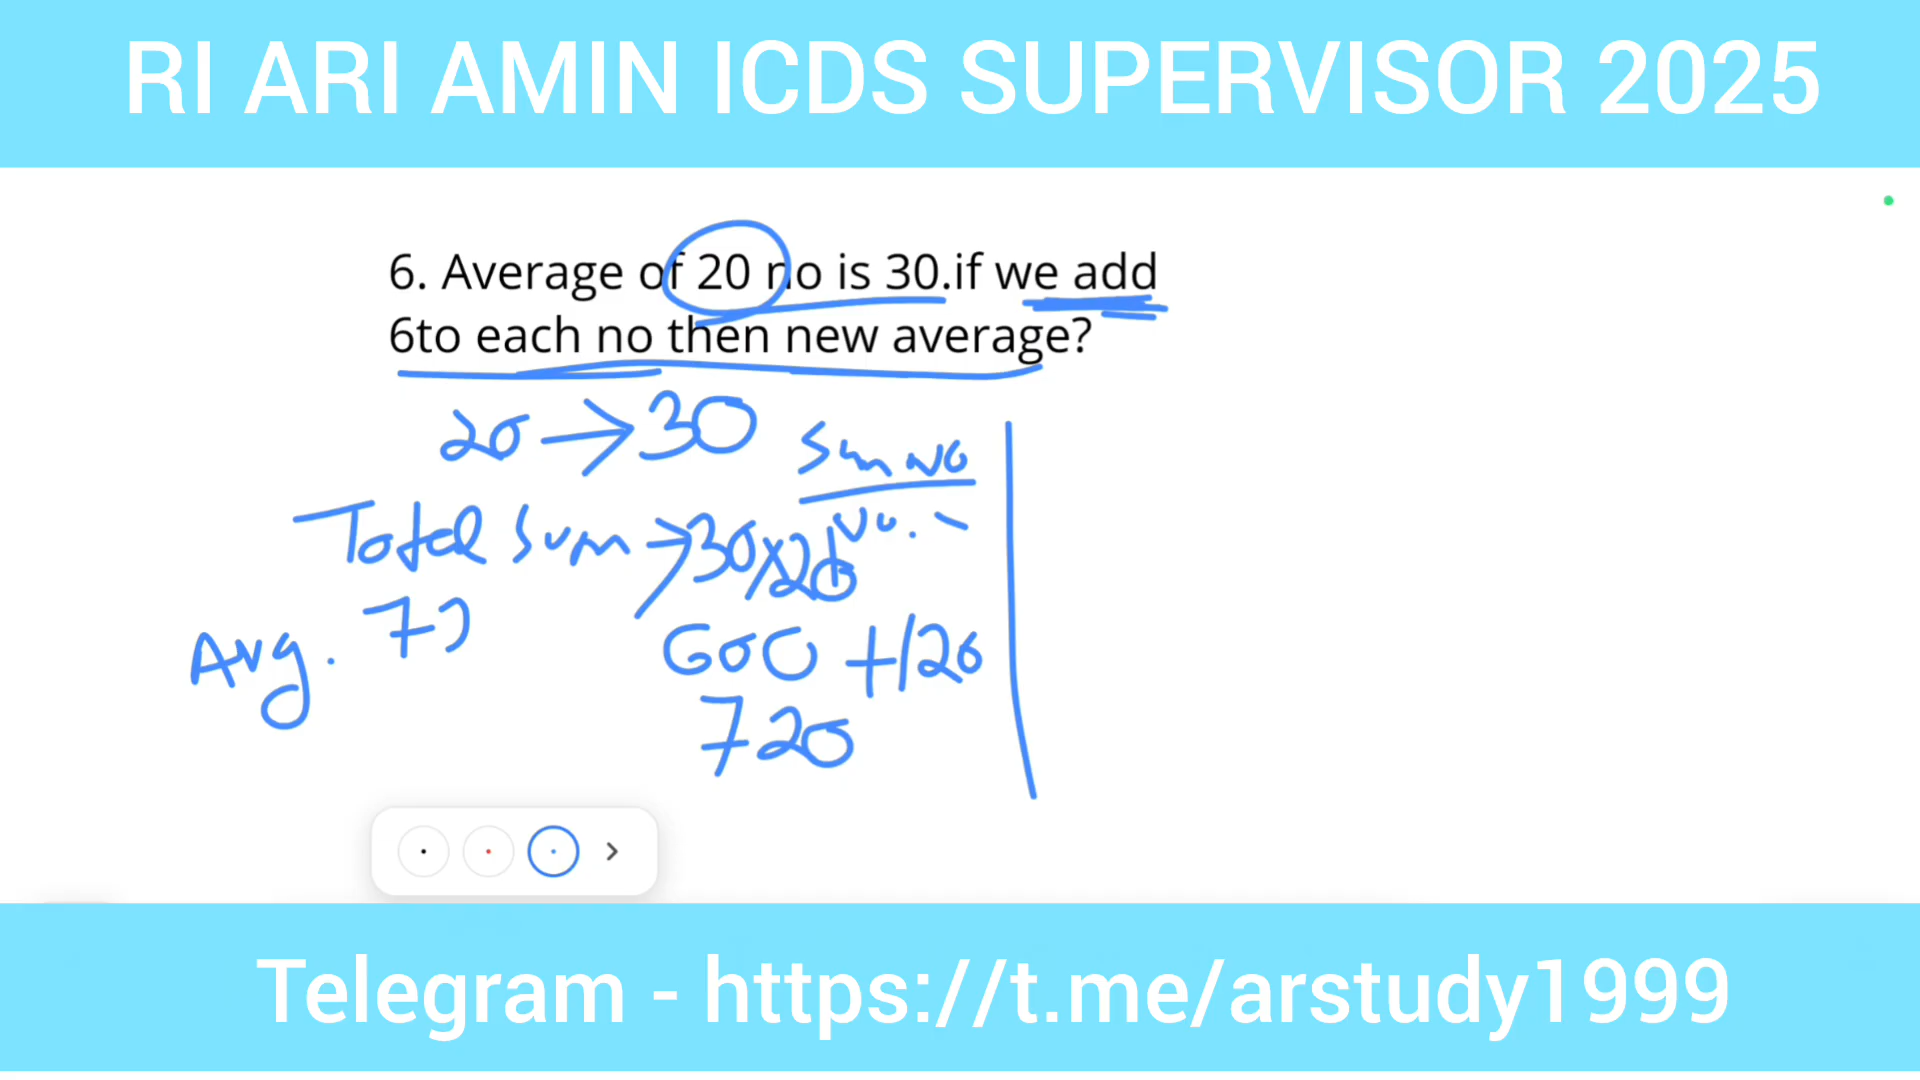 RI ARI AMIN ICDS SUPERVISOR 2025
6. Average of 20 no is 30.if we add
6to each no then new average?
20 → 30
Sum NO
No.
Total Sum → 30x20
Avg. 72
600 + 120
720
Telegram - https://t.me/arstudy1999